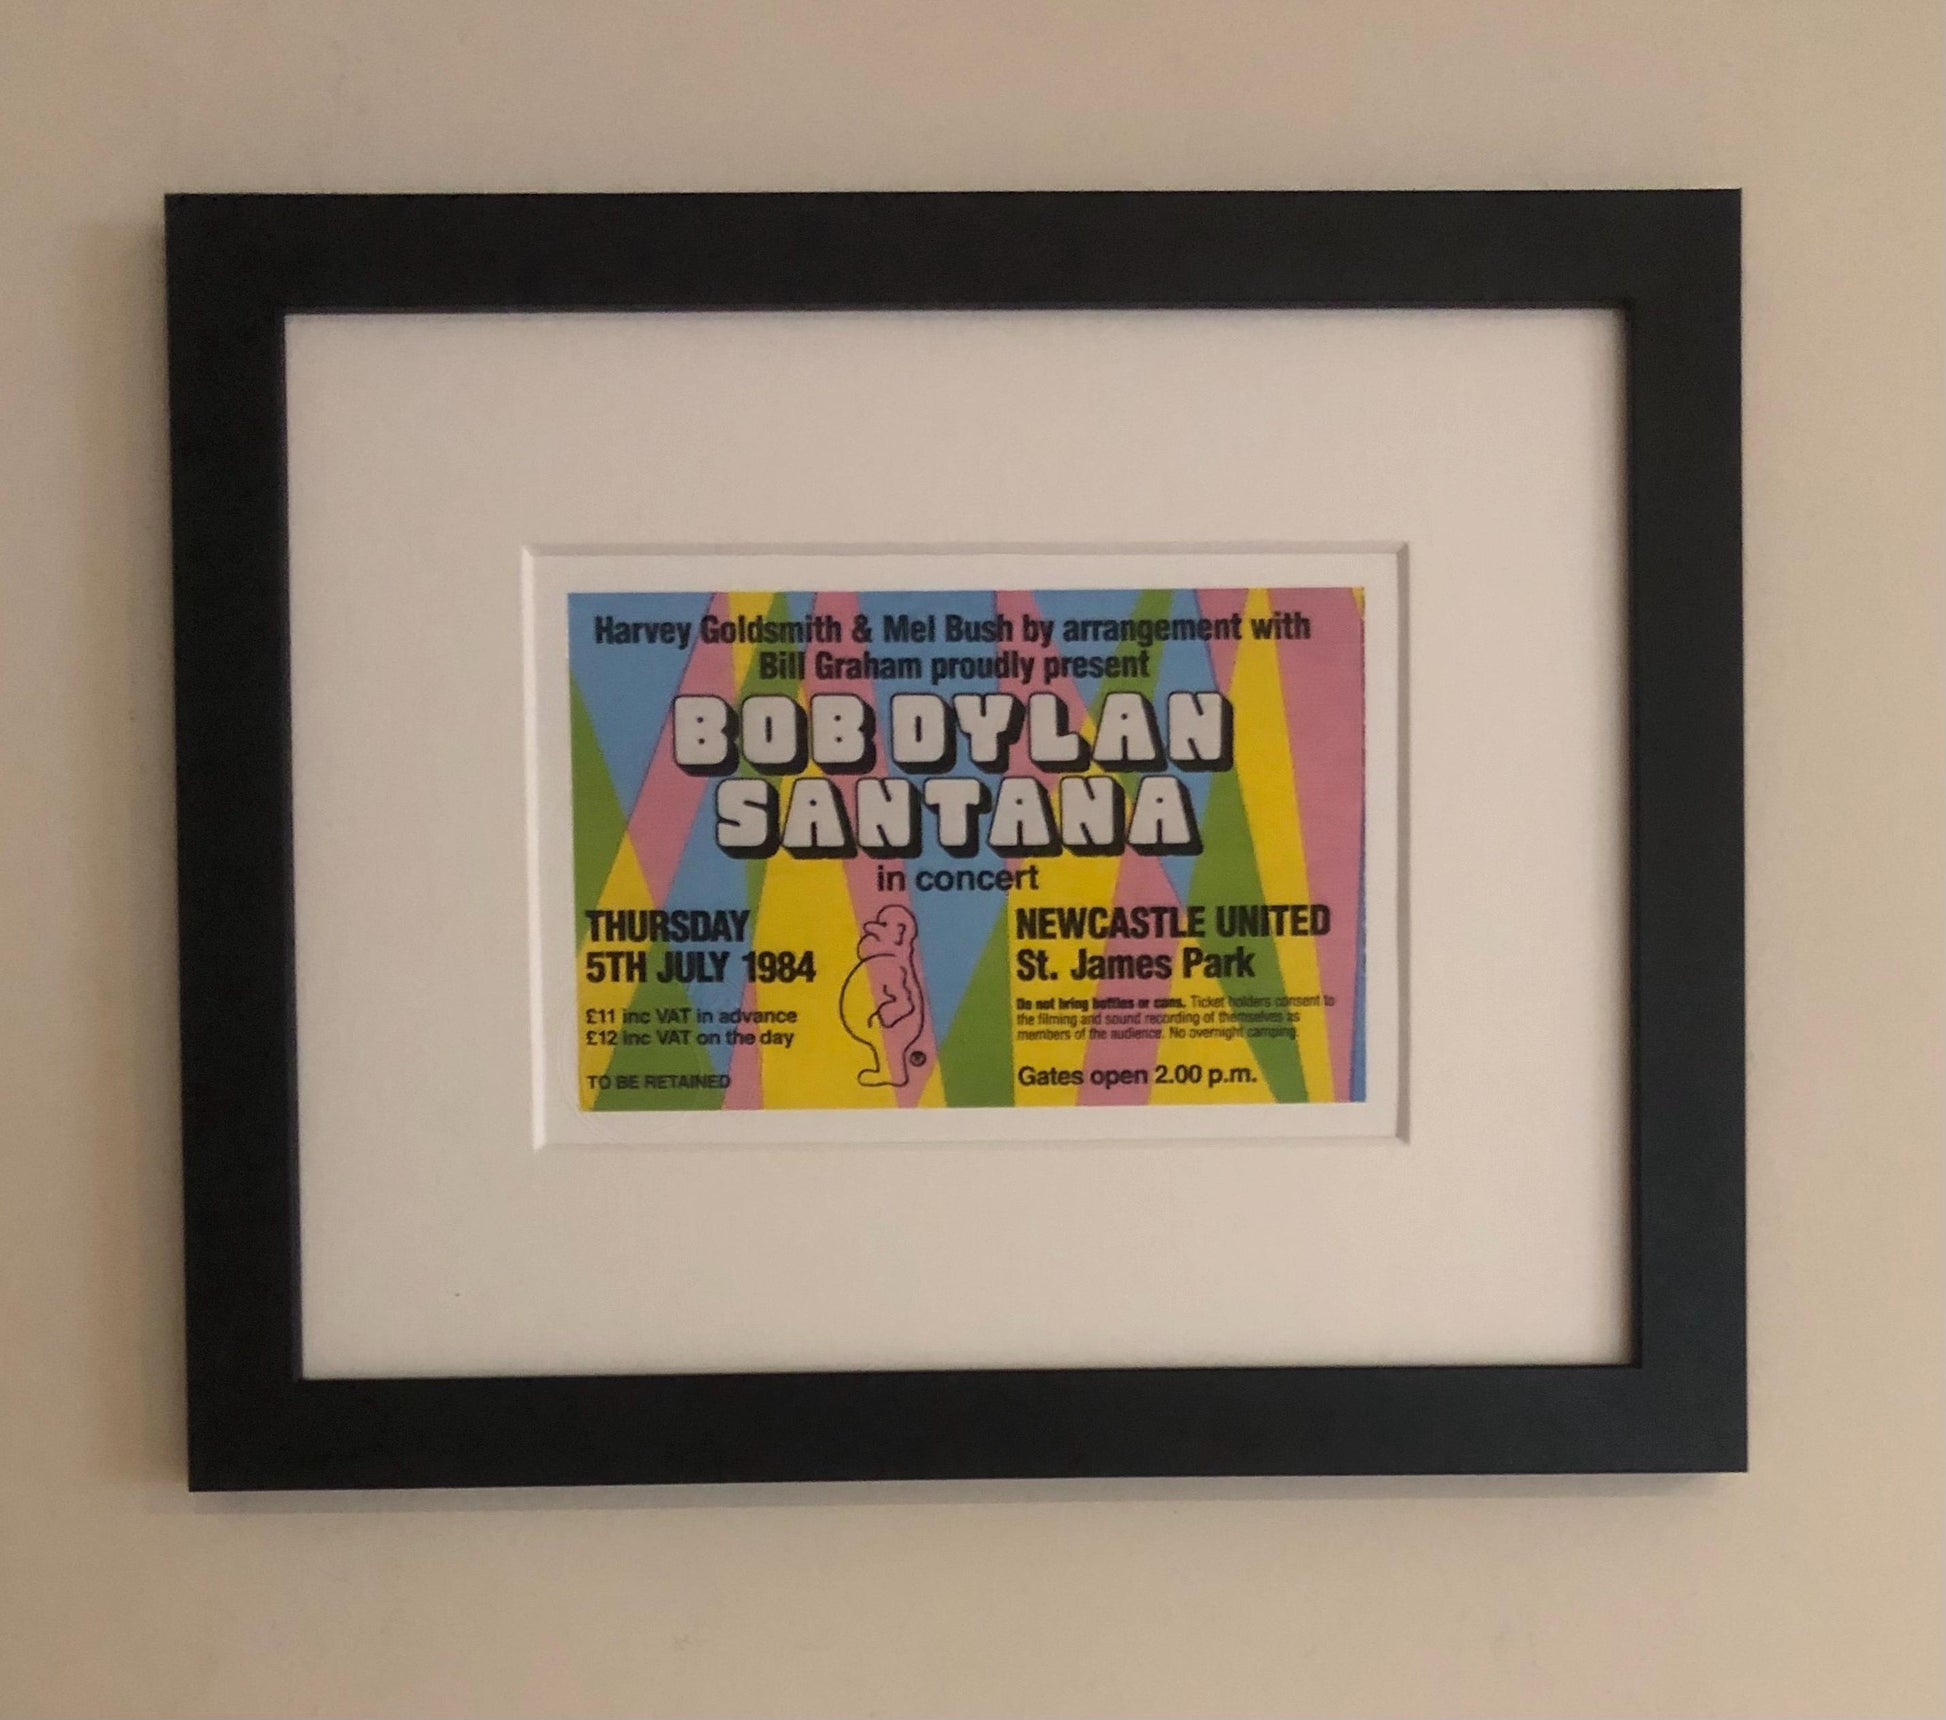 Harvey Goldsmith & Mel Bush by arrangement with
Bill Graham proudly present
BOB DYLAN
SANTANA
in concert
THURSDAY
5TH JULY 1984
£11 inc VAT in advance
£12 inc VAT on the day
TO BE RETAINED
NEWCASTLE UNITED
St. James Park
Do not bring bottles or cans. Ticket holders consent to
the filming and sound recording of themselves as
members of the audience. No overnight camping.
Gates open 2.00 p.m.